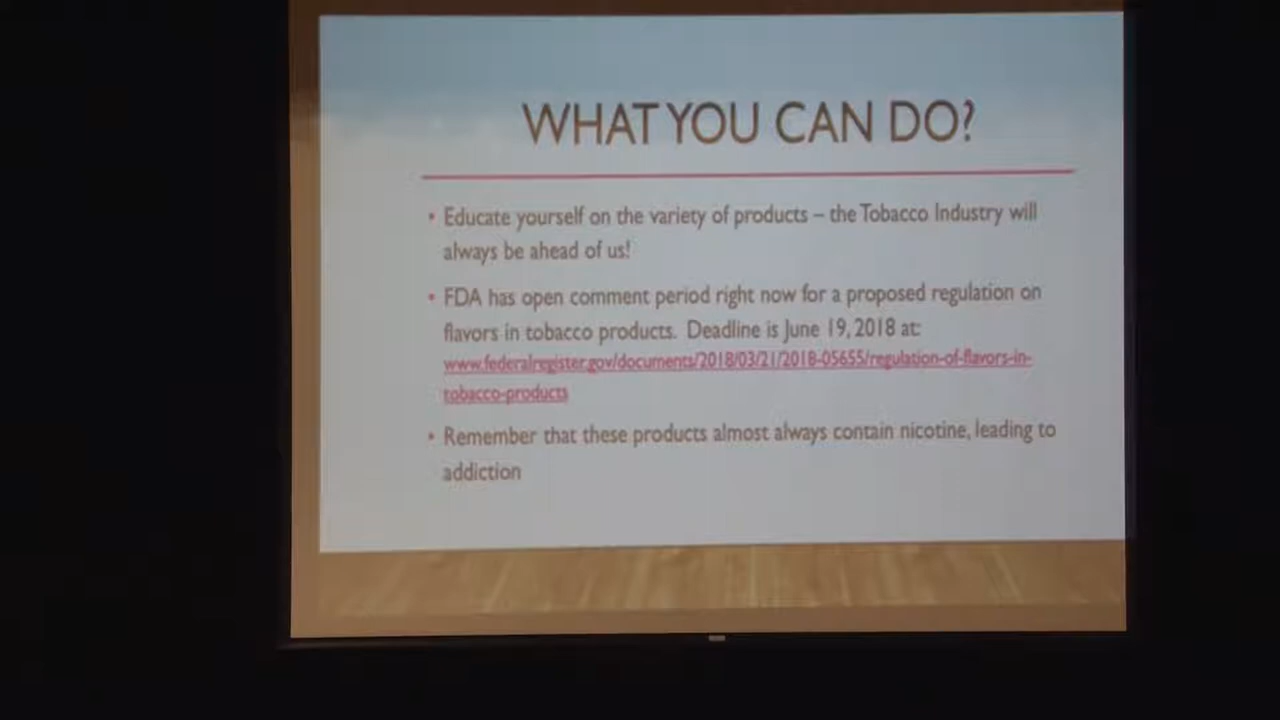 WHAT YOU CAN DO?
• Educate yourself on the variety of products – the Tobacco Industry will
always be ahead of us!
• FDA has open comment period right now for a proposed regulation on
flavors in tobacco products. Deadline is June 19, 2018 at:
www.federalregister.gov/documents/2018/03/21/2018-05655/regulation-of-flavors-in-
tobacco-products
• Remember that these products almost always contain nicotine, leading to
addiction